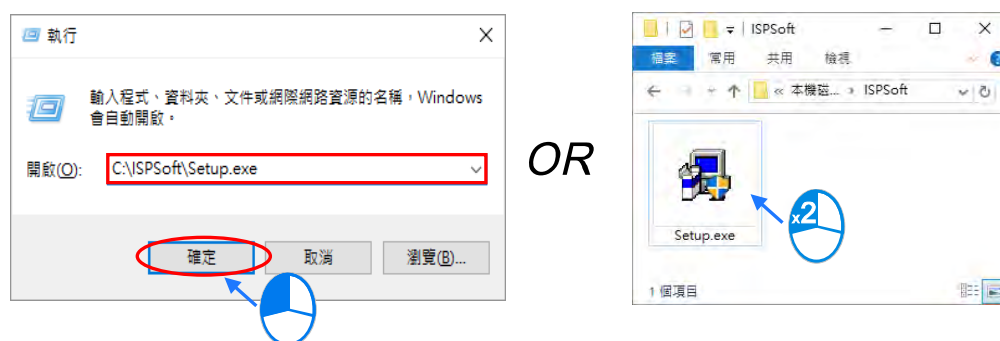 執行
輸入程式、資料夾、文件或網際網路資源的名稱，Windows
會自動開啟。
開啟(O):
C:\ISPSoft\Setup.exe
確定
取消
瀏覽(B)...
OR
ISPSoft
檔案
常用
共用
檢視
« 本機磁... › ISPSoft
x2
Setup.exe
1 個項目